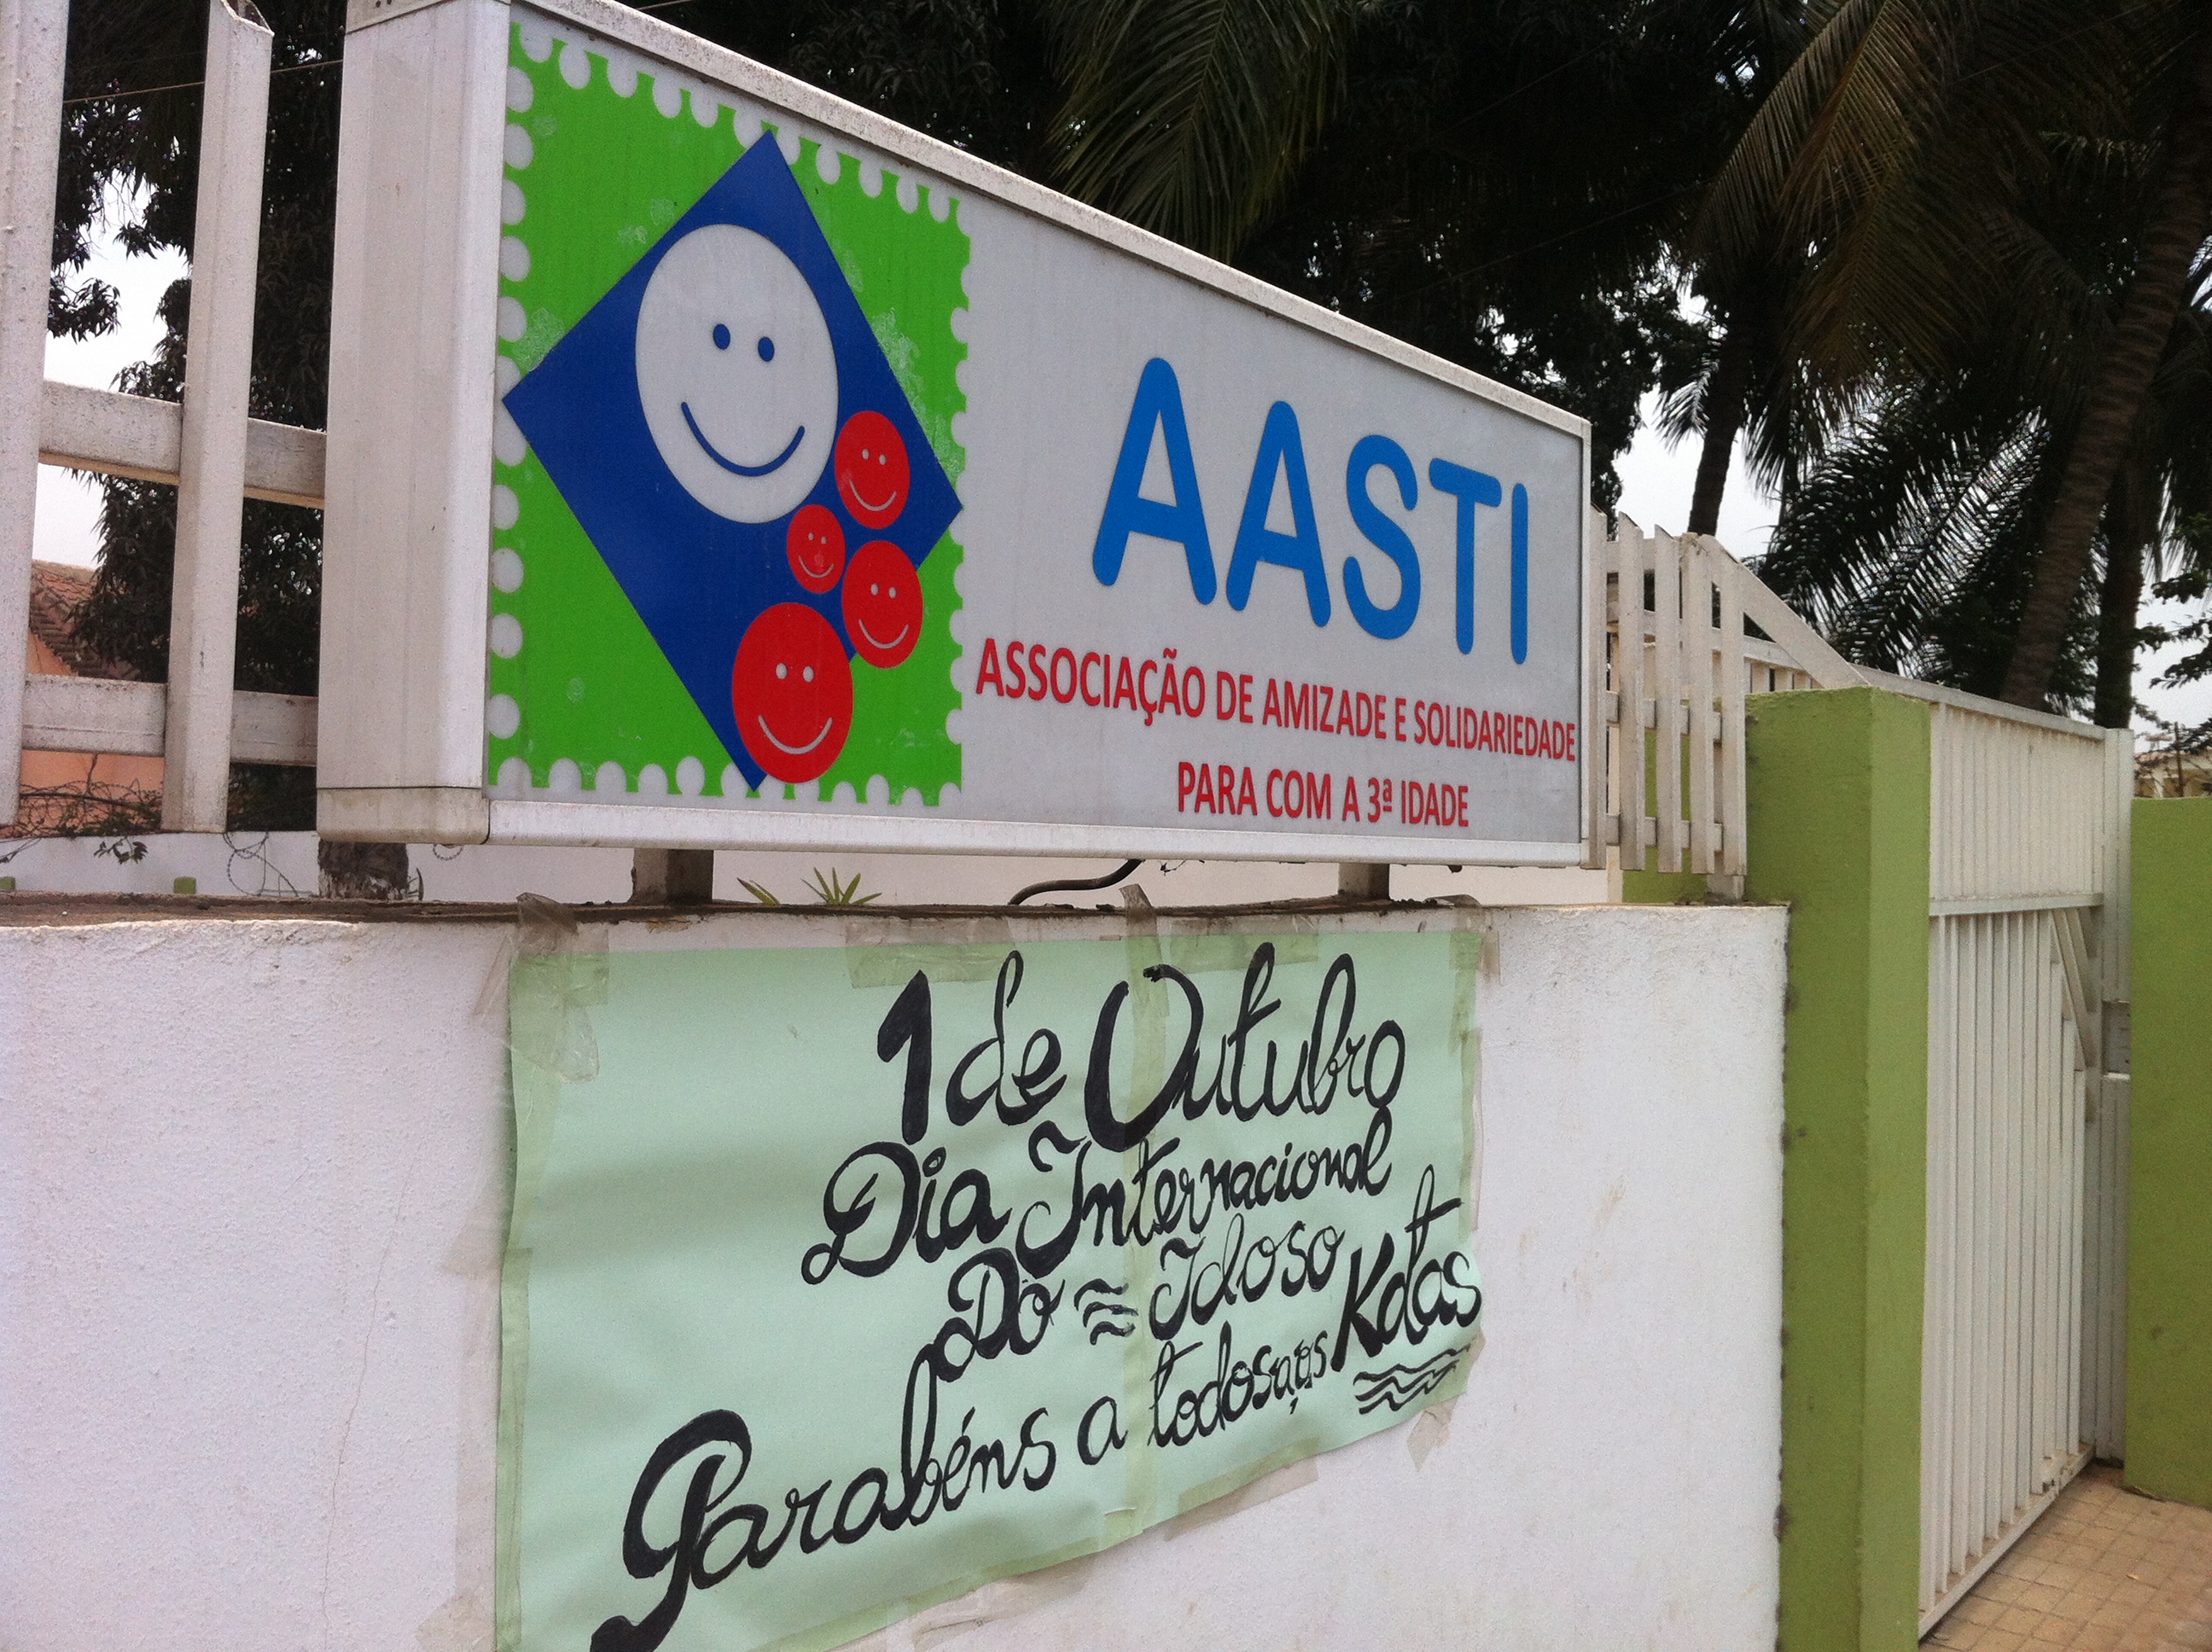 AASTI
ASSOCIAÇÃO DE AMIZADE E SOLIDARIEDADE
PARA COM A 3ª IDADE
1 de Outubro
Dia Internacional
Do Idoso
Parabéns a todos aos Kotas